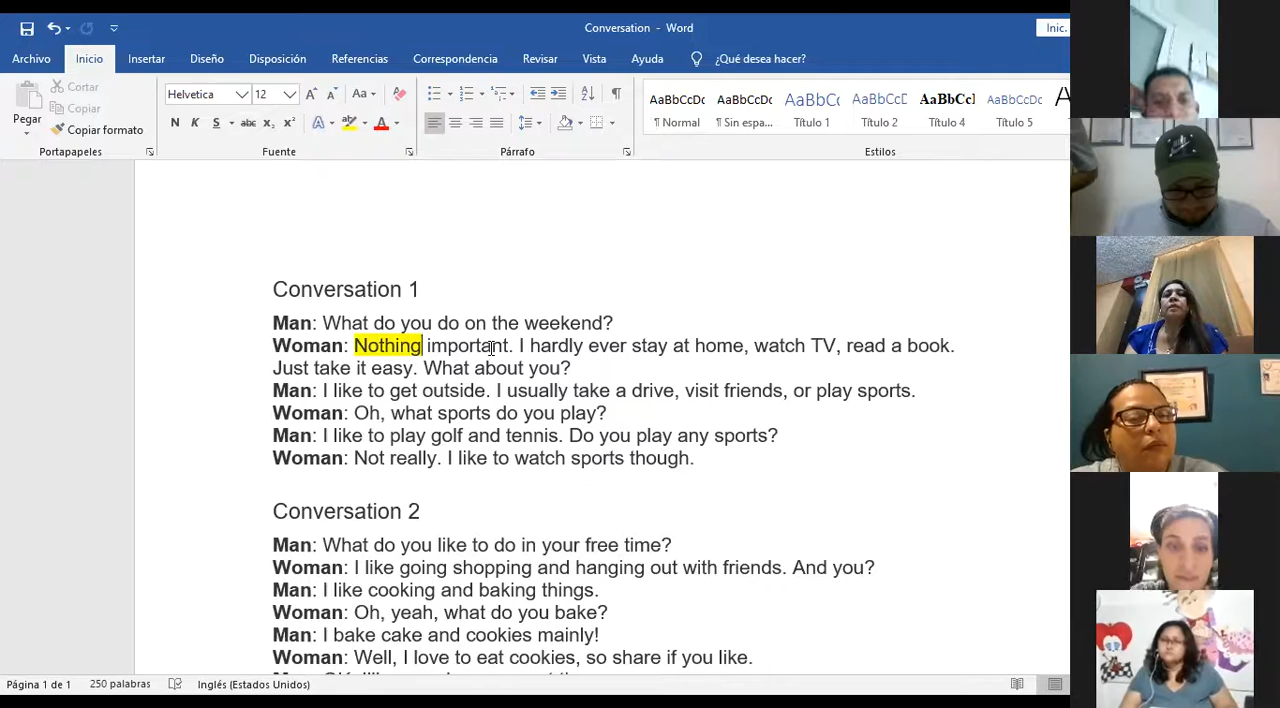 Conversation - Word
Inic.
Archivo Inicio Insertar Diseño Disposición Referencias Correspondencia Revisar Vista Ayuda ¿Qué desea hacer?
Pegar
Cortar
Copiar
Copiar formato
Portapapeles
Helvetica 12
Aa
N K S abc x₂ x²
Fuente
Párrafo
AaBbCcDc AaBbCcDc AaBbC AaBbCcD AaBbCcI AaBbCcD
¶ Normal ¶ Sin espa... Título 1 Título 2 Título 4 Título 5
Estilos
Conversation 1
Man: What do you do on the weekend?
Woman: Nothing important. I hardly ever stay at home, watch TV, read a book.
Just take it easy. What about you?
Man: I like to get outside. I usually take a drive, visit friends, or play sports.
Woman: Oh, what sports do you play?
Man: I like to play golf and tennis. Do you play any sports?
Woman: Not really. I like to watch sports though.
Conversation 2
Man: What do you like to do in your free time?
Woman: I like going shopping and hanging out with friends. And you?
Man: I like cooking and baking things.
Woman: Oh, yeah, what do you bake?
Man: I bake cake and cookies mainly!
Woman: Well, I love to eat cookies, so share if you like.
Página 1 de 1 250 palabras Inglés (Estados Unidos)